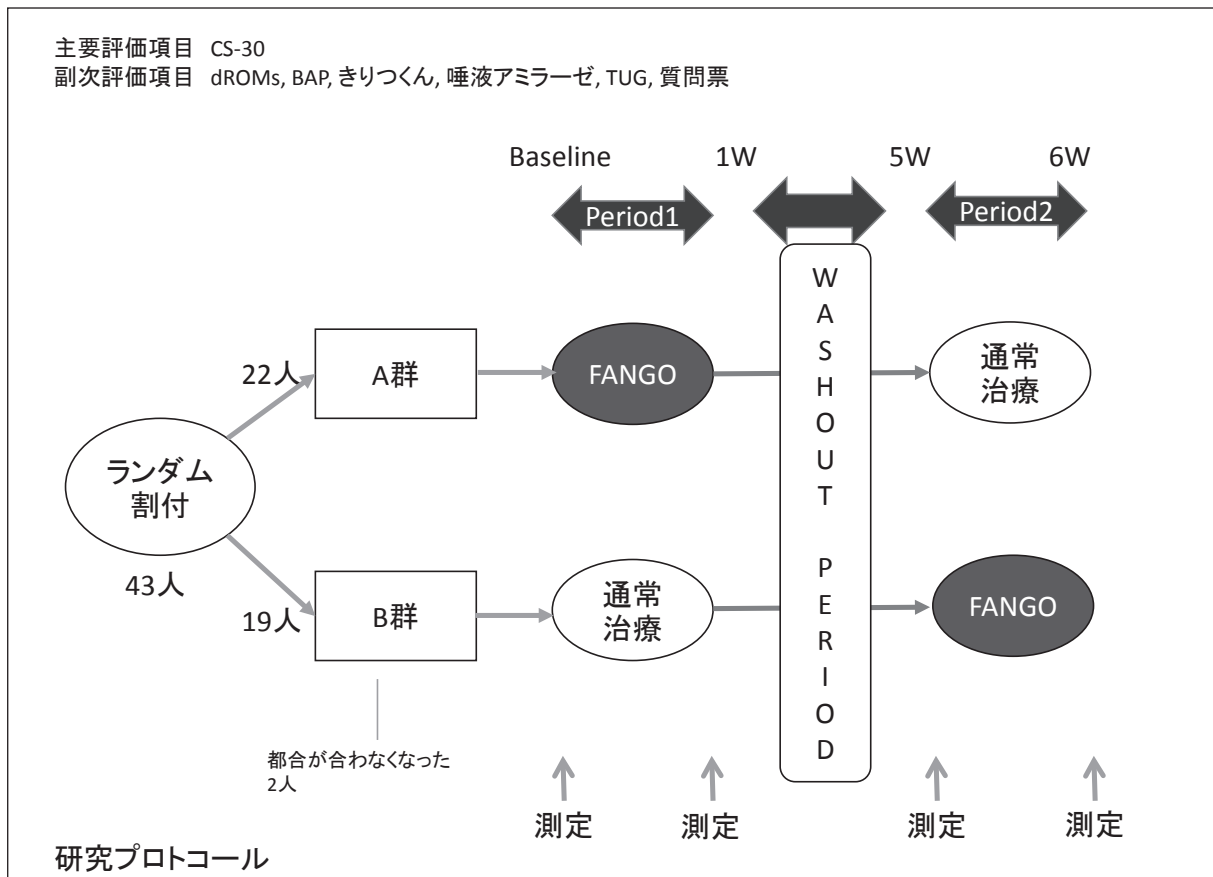 主要評価項目 CS-30
副次評価項目 dROMs, BAP, きりつくん, 唾液アミラーゼ, TUG, 質問票
Baseline
1W
5W
6W
Period1
Period2
WASHOUT PERIOD
22人
A群
FANGO
通常
治療
ランダム
割付
43人
19人
B群
通常
治療
FANGO
都合が合わなくなった
2人
測定
測定
測定
測定
研究プロトコール